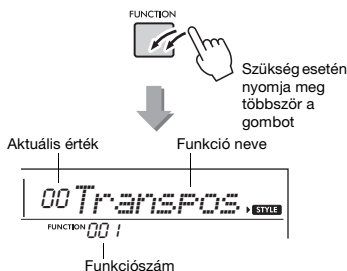 FUNCTION
Szükség esetén
nyomja meg
többször a
gombot
Aktuális érték
Funkció neve
00 Transpos. STYLE
FUNCTION 001
Funkciószám